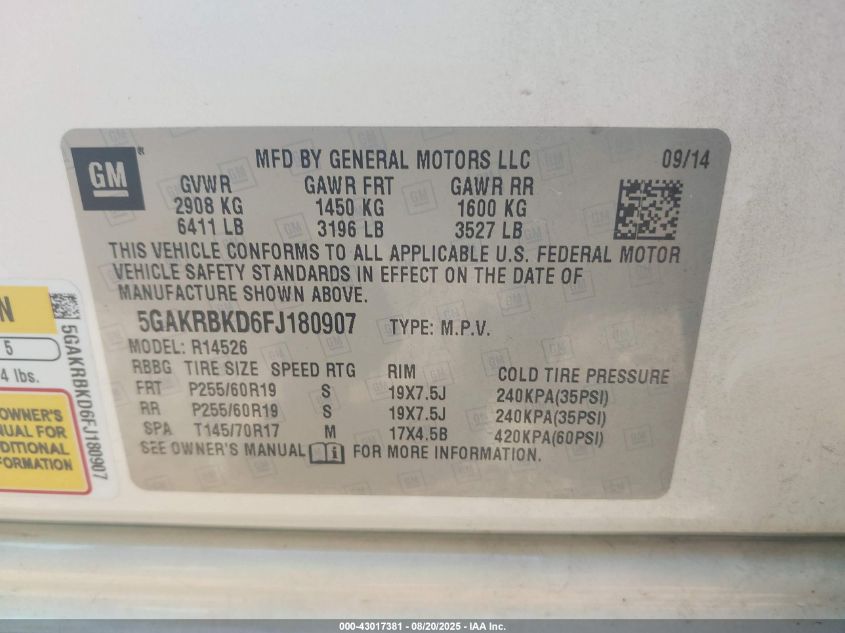 GM
MFD BY GENERAL MOTORS LLC 09/14
GVWR GAWR FRT GAWR RR
2908 KG 1450 KG 1600 KG
6411 LB 3196 LB 3527 LB
THIS VEHICLE CONFORMS TO ALL APPLICABLE U.S. FEDERAL MOTOR
VEHICLE SAFETY STANDARDS IN EFFECT ON THE DATE OF
MANUFACTURE SHOWN ABOVE.
5GAKRBKD6FJ180907 TYPE: M.P.V.
MODEL: R14526
RBBG TIRE SIZE SPEED RTG RIM COLD TIRE PRESSURE
FRT P255/60R19 S 19X7.5J 240KPA(35PSI)
RR P255/60R19 S 19X7.5J 240KPA(35PSI)
SPA T145/70R17 M 17X4.5B 420KPA(60PSI)
SEE OWNER'S MANUAL FOR MORE INFORMATION.
N
5
4 lbs.
OWNER'S
FOR
5GAKRBKD6FJ180907
000-43017381 - 08/20/2025 - IAA Inc.